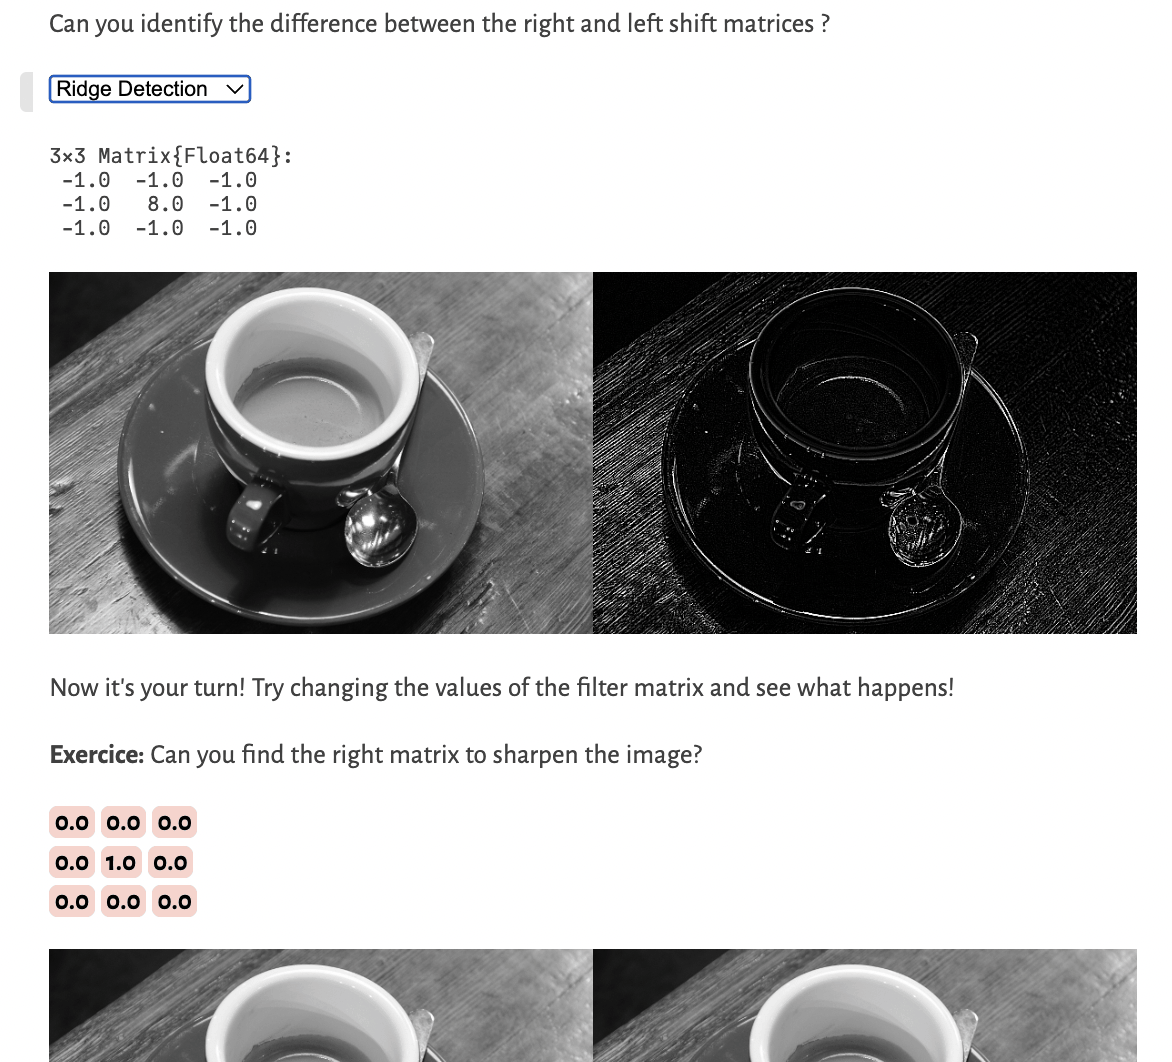 Can you identify the difference between the right and left shift matrices ?
Ridge Detection
3×3 Matrix{Float64}:
-1.0 -1.0 -1.0
-1.0 8.0 -1.0
-1.0 -1.0 -1.0
Now it's your turn! Try changing the values of the filter matrix and see what happens!
Exercice: Can you find the right matrix to sharpen the image?
0.0 0.0 0.0
0.0 1.0 0.0
0.0 0.0 0.0